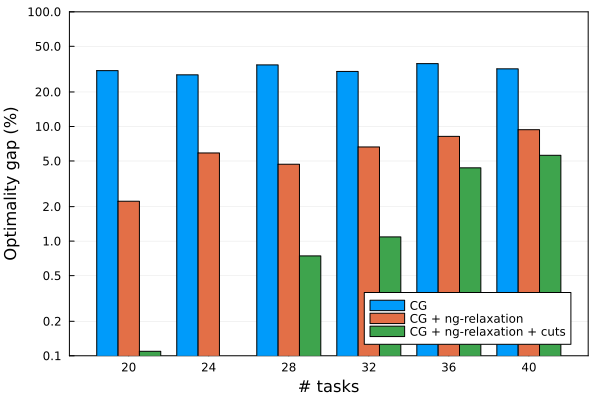 100.0
50.0
20.0
10.0
5.0
2.0
1.0
0.5
0.2
0.1
Optimality gap (%)
CG
CG + ng-relaxation
CG + ng-relaxation + cuts
20 24 28 32 36 40
# tasks